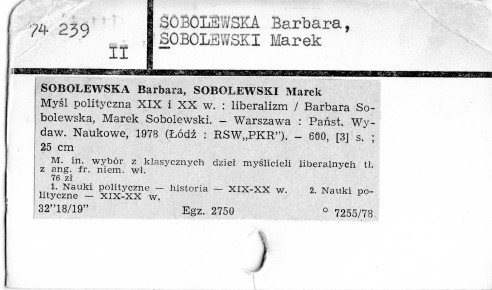 74 239
II
SOBOLEWSKA Barbara,
SOBOLEWSKI Marek
SOBOLEWSKA Barbara, SOBOLEWSKI Marek
Myśl polityczna XIX i XX w. : liberalizm / Barbara So-
bolewska, Marek Sobolewski. — Warszawa : Państ. Wy-
daw. Naukowe, 1978 (Łódź : RSW„PKR”). — 600, [3] s. ;
25 cm
M. in. wybór z klasycznych dzieł myślicieli liberalnych tł.
z ang. fr. niem. wł.
76 zł
1. Nauki polityczne — historia — XIX-XX w. 2. Nauki po-
lityczne — XIX-XX w.
32"18/19" Egz. 2750 ° 7255/78